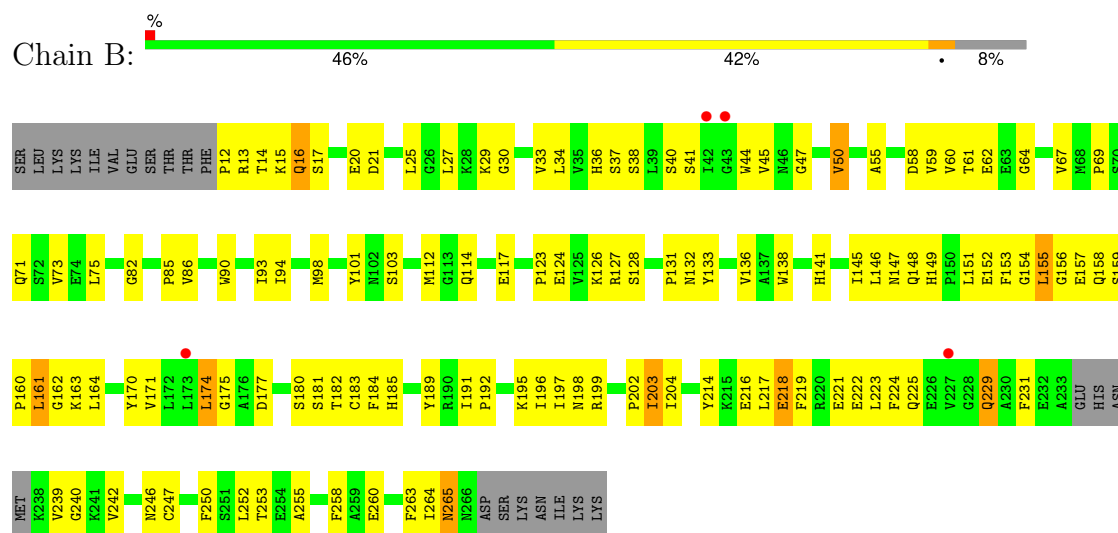 %
Chain B:
46% 42% • 8%
SER LEU LYS LYS ILE VAL GLU SER THR THR PHE P12 R13 T14 K15 Q16 S17 E20 D21 L25 G26 L27 K28 K29 G30 V33 L34 V35 H36 S37 S38 L39 S40 S41 I42 G43 W44 V45 N46 G47 V50 A55 D58 V59 V60 T61 E62 E63 G64 V67 M68 P69 S70
Q71 S72 V73 E74 L75 G82 P85 V86 W90 I93 I94 M98 Y101 N102 S103 M112 G113 Q114 E117 P123 E124 V125 K126 R127 S128 P131 N132 Y133 V136 A137 W138 H141 I145 L146 N147 Q148 H149 P150 L151 E152 F153 G154 L155 G156 E157 Q158 S159
P160 L161 G162 K163 L164 Y170 V171 L172 L173 L174 G175 A176 D177 S180 S181 T182 C183 F184 H185 Y189 R190 I191 P192 K195 I196 I197 N198 R199 P202 I203 I204 Y214 K215 E216 L217 E218 F219 R220 E221 E222 L223 F224 Q225 E226 V227 G228 Q229 A230 F231 E232 A233 GLU HIS ASN
MET K238 V239 G240 K241 V242 N246 C247 F250 S251 L252 T253 E254 A255 F258 A259 E260 F263 I264 N265 N266 ASP SER LYS ASN ILE LYS LYS